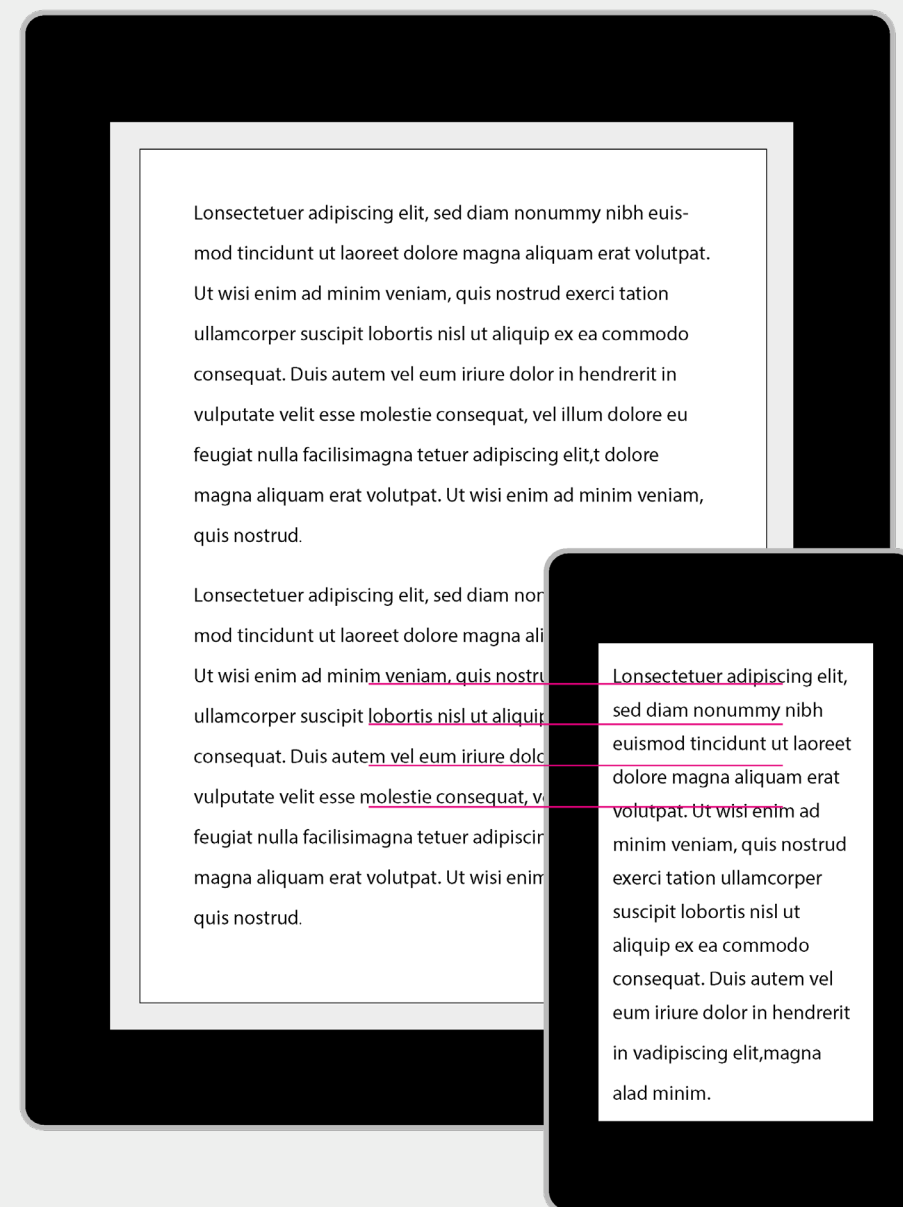 Lonsectetuer adipiscing elit, sed diam nonummy nibh euis-
mod tincidunt ut laoreet dolore magna aliquam erat volutpat.
Ut wisi enim ad minim veniam, quis nostrud exerci tation
ullamcorper suscipit lobortis nisl ut aliquip ex ea commodo
consequat. Duis autem vel eum iriure dolor in hendrerit in
vulputate velit esse molestie consequat, vel illum dolore eu
feugiat nulla facilisimagna tetuer adipiscing elit,t dolore
magna aliquam erat volutpat. Ut wisi enim ad minim veniam,
quis nostrud.
Lonsectetuer adipiscing elit, sed diam
mod tincidunt ut laoreet dolore magna
Ut wisi enim ad minim veniam, quis
ullamcorper suscipit lobortis nisl ut aliquip
consequat. Duis autem vel eum iriure
vulputate velit esse molestie consequat,
feugiat nulla facilisimagna tetuer
magna aliquam erat volutpat. Ut wisi enim
quis nostrud.
Lonsectetuer adipiscing elit,
sed diam nonummy nibh
euismod tincidunt ut laoreet
dolore magna aliquam erat
volutpat. Ut wisi enim ad
minim veniam, quis nostrud
exerci tation ullamcorper
suscipit lobortis nisl ut
aliquip ex ea commodo
consequat. Duis autem vel
eum iriure dolor in hendrerit
in vadipiscing elit,magna
alad minim.